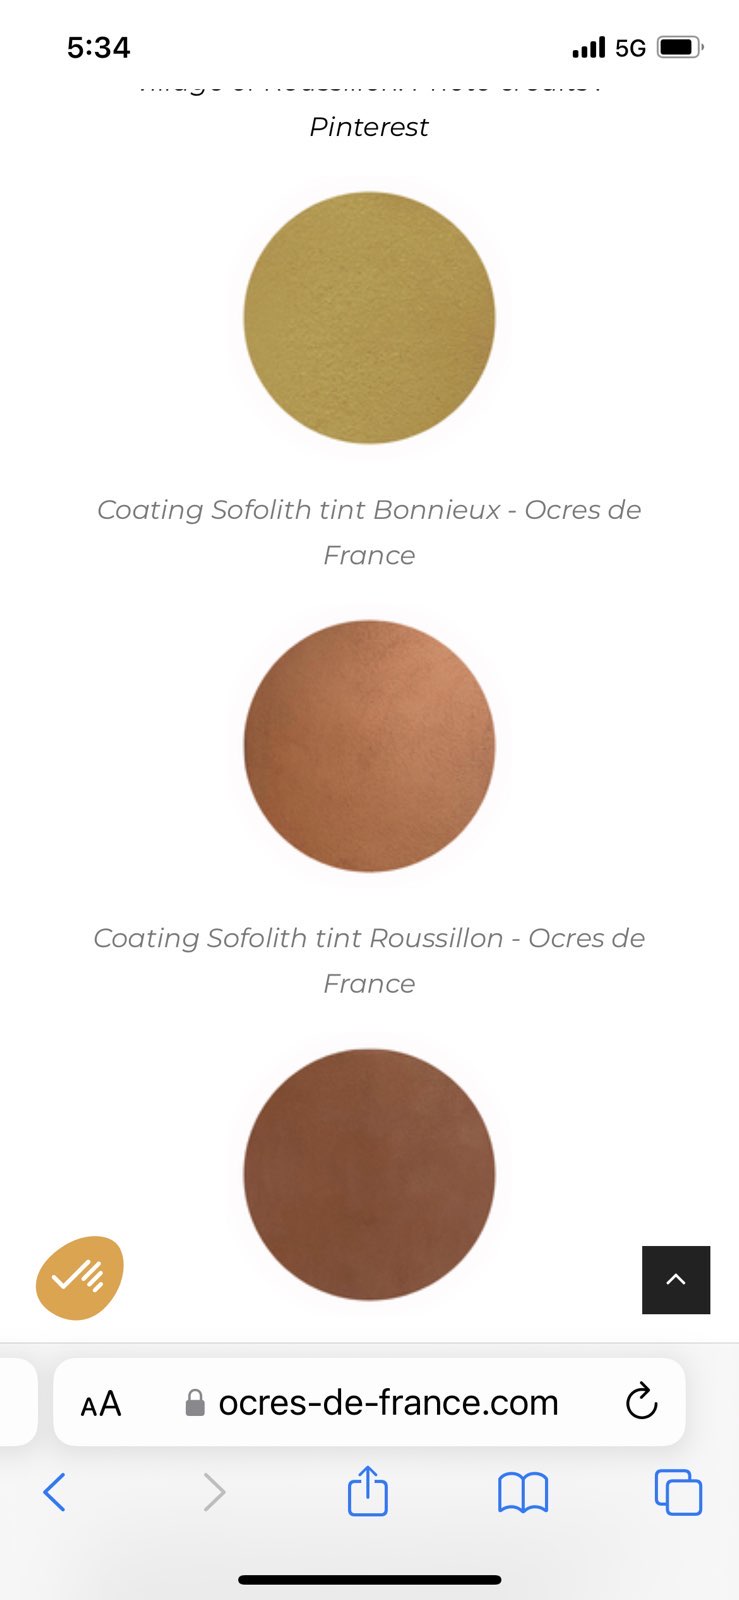 5:34
5G
Pinterest
Coating Sofolith tint Bonnieux - Ocres de
France
Coating Sofolith tint Roussillon - Ocres de
France
AA
ocres-de-france.com